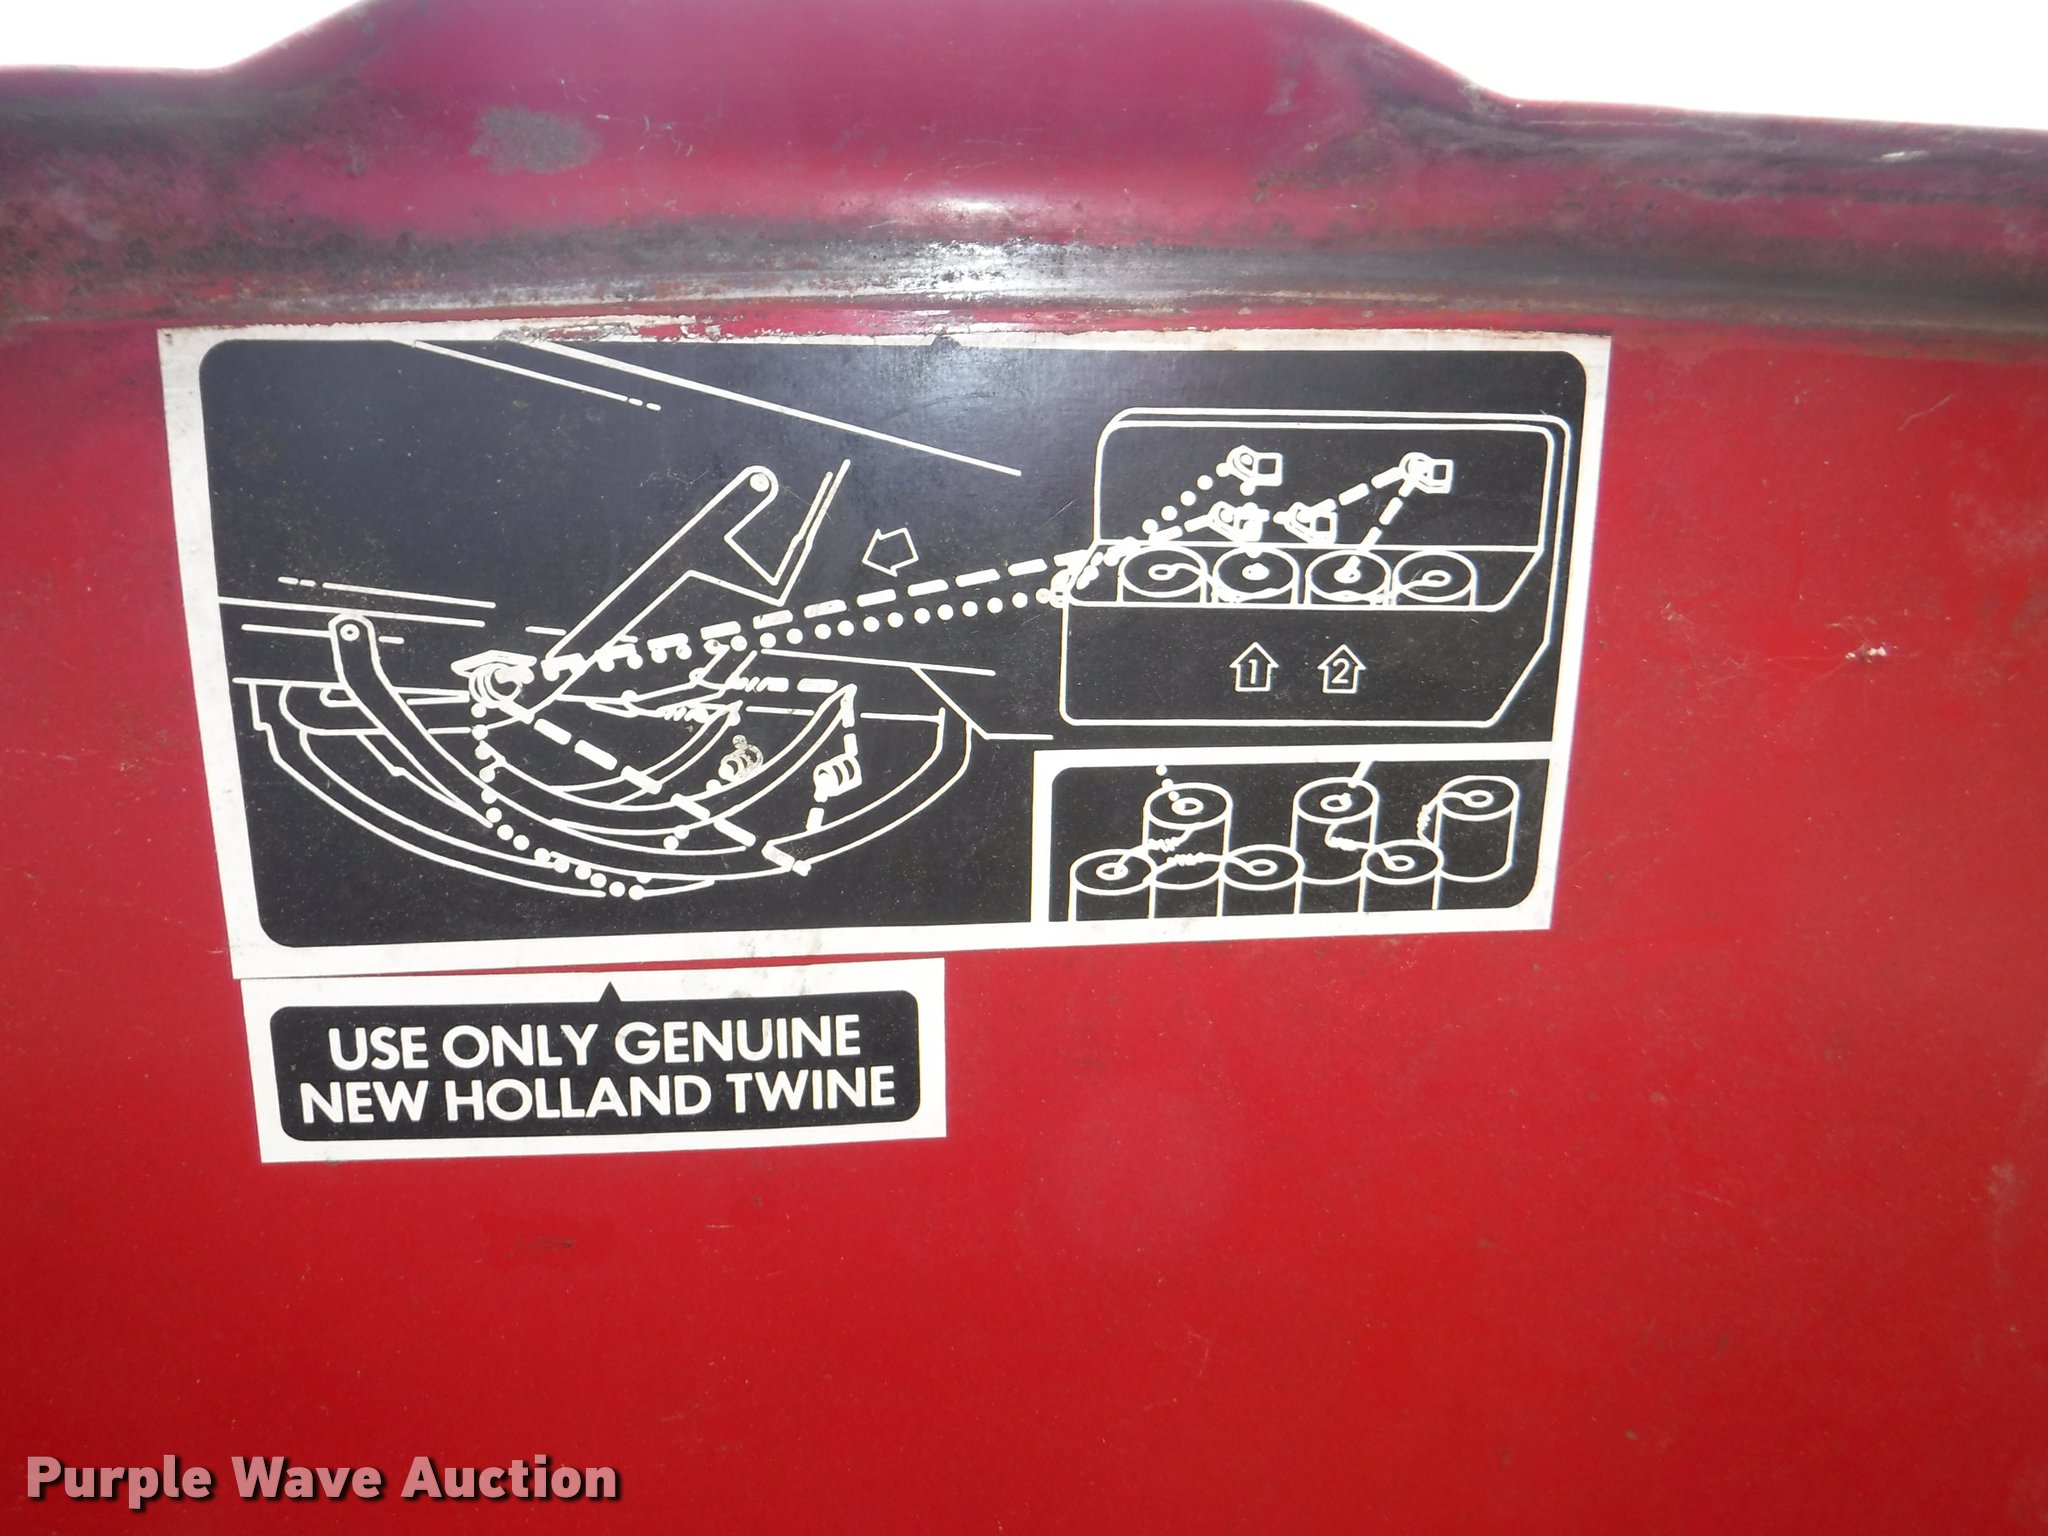 1 2
USE ONLY GENUINE
NEW HOLLAND TWINE
Purple Wave Auction